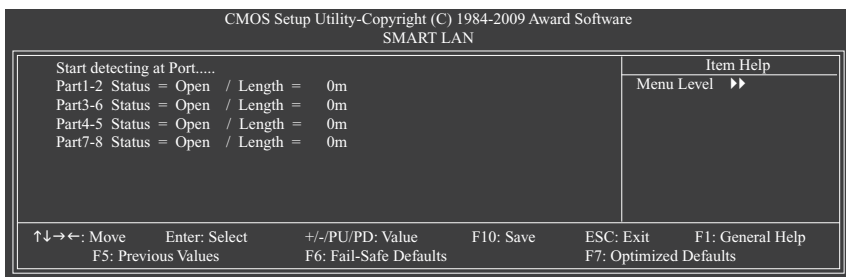 CMOS Setup Utility-Copyright (C) 1984-2009 Award Software
SMART LAN
Start detecting at Port.....
Part1-2 Status = Open / Length = 0m
Part3-6 Status = Open / Length = 0m
Part4-5 Status = Open / Length = 0m
Part7-8 Status = Open / Length = 0m
Item Help
Menu Level ▶▶
↑↓→←: Move Enter: Select +/-/PU/PD: Value F10: Save ESC: Exit F1: General Help
F5: Previous Values F6: Fail-Safe Defaults F7: Optimized Defaults